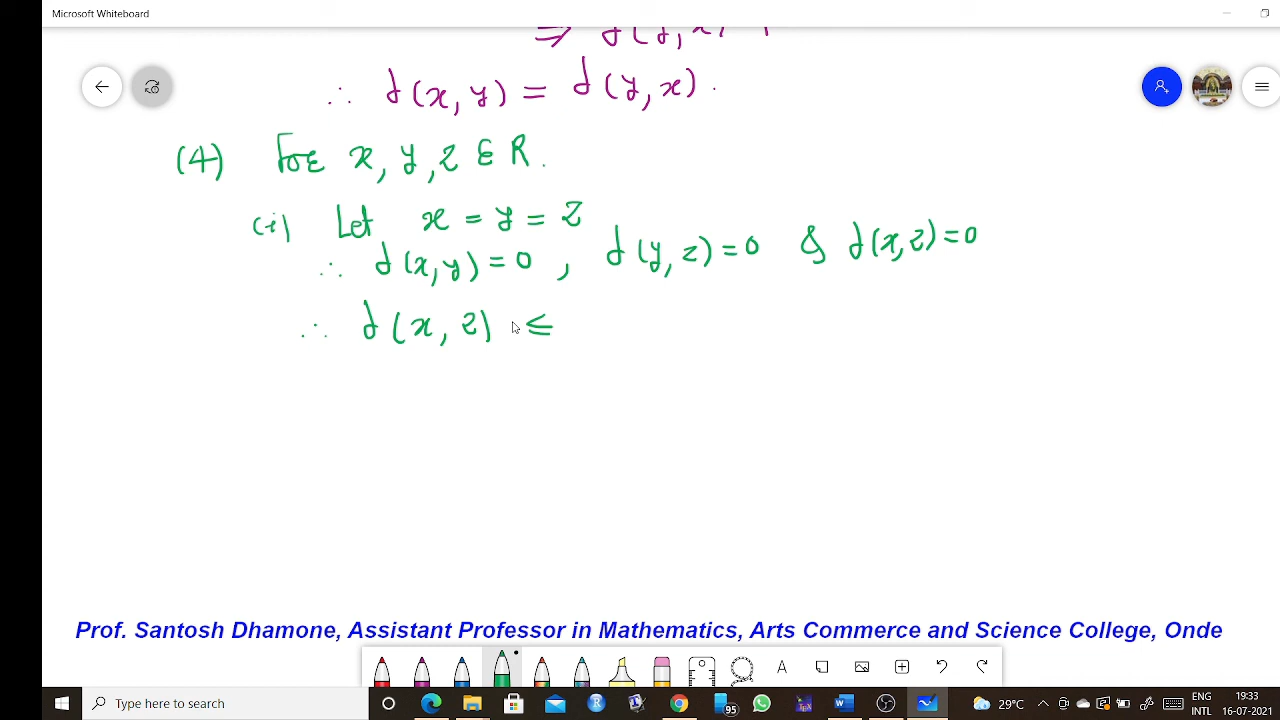 Microsoft Whiteboard
⇒ d(y, x)
∴ d(x, y) = d(y, x).
(4) For x, y, z ∈ R.
(i) Let x = y = z
∴ d(x, y) = 0, d(y, z) = 0 & d(x, z) = 0
∴ d(x, z) ≤
Prof. Santosh Dhamone, Assistant Professor in Mathematics, Arts Commerce and Science College, Onde
Type here to search
95
29°C
ENG
INTL
19:33
16-07-2021